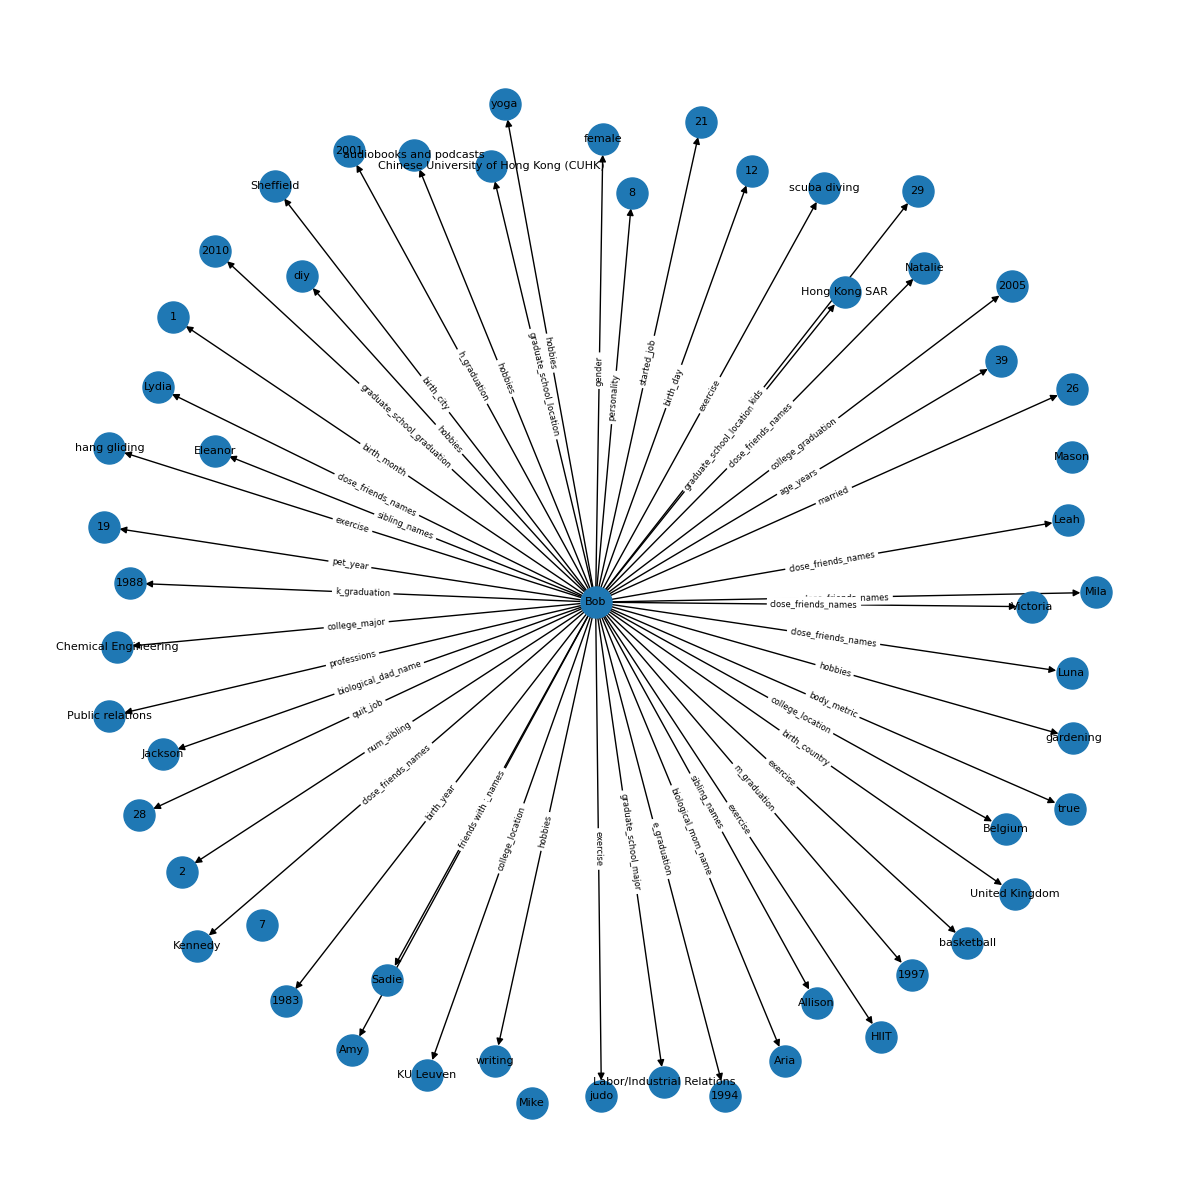 yoga
21
female
2001
audiobooks and podcasts
Chinese University of Hong Kong (CUHK)
12
Sheffield
scuba diving
29
8
2010
diy
Natalie
Hong Kong SAR
2005
1
hobbies
graduate_school_location
gender
started_job
h_graduation
hobbies
personality
birth_day
exercise
39
Lydia
birth_city
graduate_school_graduation
kids
graduate_school_location
close_friends_names
college_graduation
26
hang gliding
Eleanor
hobbies
birth_month
close_friends_names
sibling_names
age_years
married
Mason
19
exercise
Leah
pet_year
close_friends_names
1988
k_graduation
Bob
close_friends_names
Mila
Victoria
Chemical Engineering
college_major
close_friends_names
professions
biological_dad_name
hobbies
Luna
Public relations
quit_job
body_metric
college_location
gardening
Jackson
num_sibling
birth_country
close_friends_names
birth_year
friends with
names
college_location
hobbies
exercise
graduate_school_major
e_graduation
biological_mom_name
sibling_names
exercise
m_graduation
exercise
28
true
Belgium
2
United Kingdom
7
Kennedy
basketball
Sadie
1997
1983
Allison
Amy
HIIT
KU Leuven
writing
Aria
Mike
judo
Labor/Industrial Relations
1994